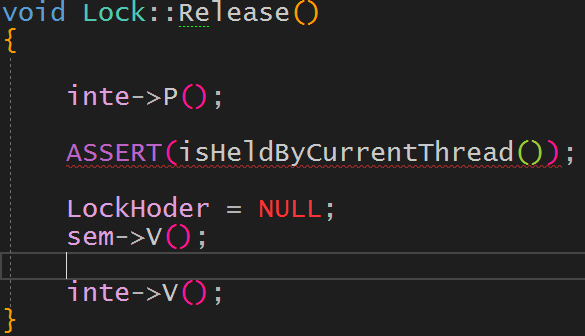 void Lock::Release()
{
inte->P();
ASSERT(isHeldByCurrentThread());
LockHoder = NULL;
sem->V();
inte->V();
}